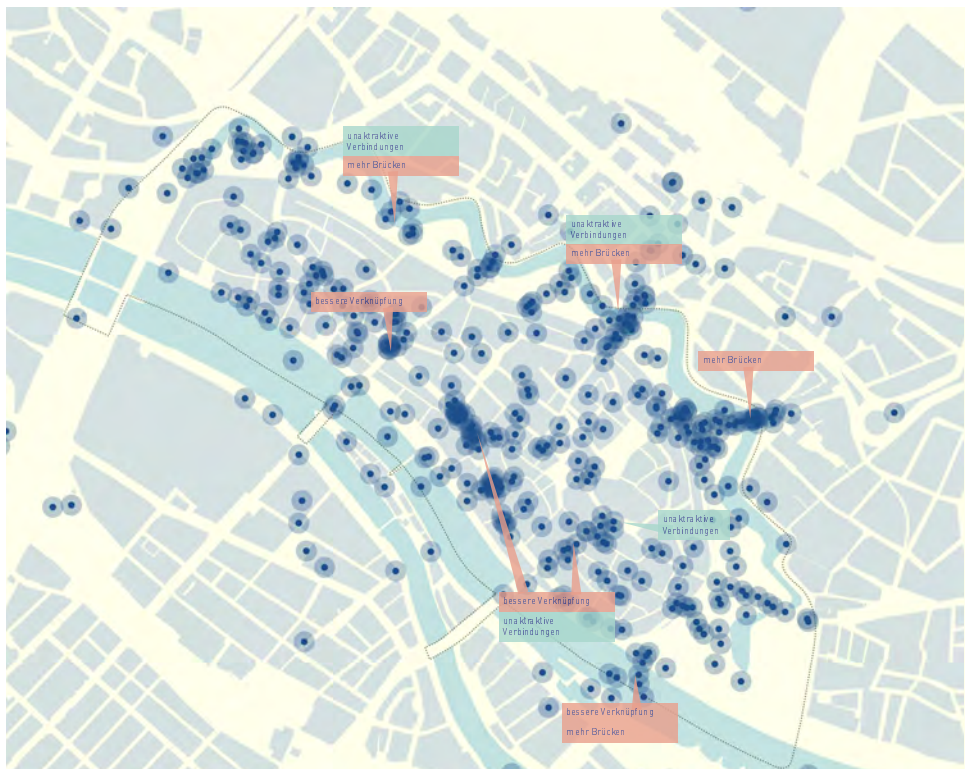 unaktraktive
Verbindungen
mehr Brücken
unaktraktive
Verbindungen
mehr Brücken
bessere Verknüpfung
mehr Brücken
unaktraktive
Verbindungen
bessere Verknüpfung
unaktraktive
Verbindungen
bessere Verknüpfung
mehr Brücken